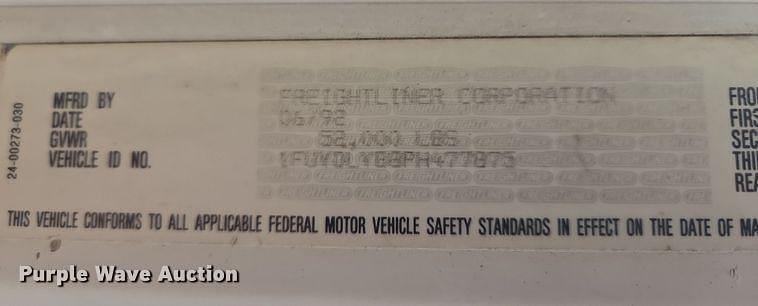 24-00273-030
MFRD BY FREIGHTLINER CORPORATION
DATE 06/92
GVWR 52,000 LBS
VEHICLE ID NO.
FRO
FIRS
SEC
THI
REA
THIS VEHICLE CONFORMS TO ALL APPLICABLE FEDERAL MOTOR VEHICLE SAFETY STANDARDS IN EFFECT ON THE DATE OF MA
Purple Wave Auction